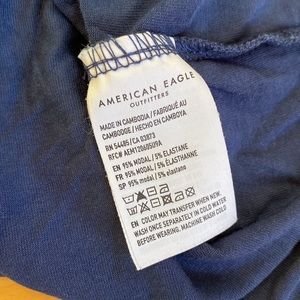 AMERICAN EAGLE
OUTFITTERS
MADE IN CAMBODIA / FABRIQUÉ AU
CAMBODGE / HECHO EN CAMBOYA
RN 54485/CA 03873
RFC# AEM1206050U9A
EN 95% MODAL / 5% ELASTANE
FR 95% MODAL / 5% ÉLASTHANNE
SP 95% modal / 5% elastano
EN COLOR MAY TRANSFER WHEN NEW.
WASH ONCE SEPARATELY IN COLD WATER
BEFORE WEARING. MACHINE WASH COLD